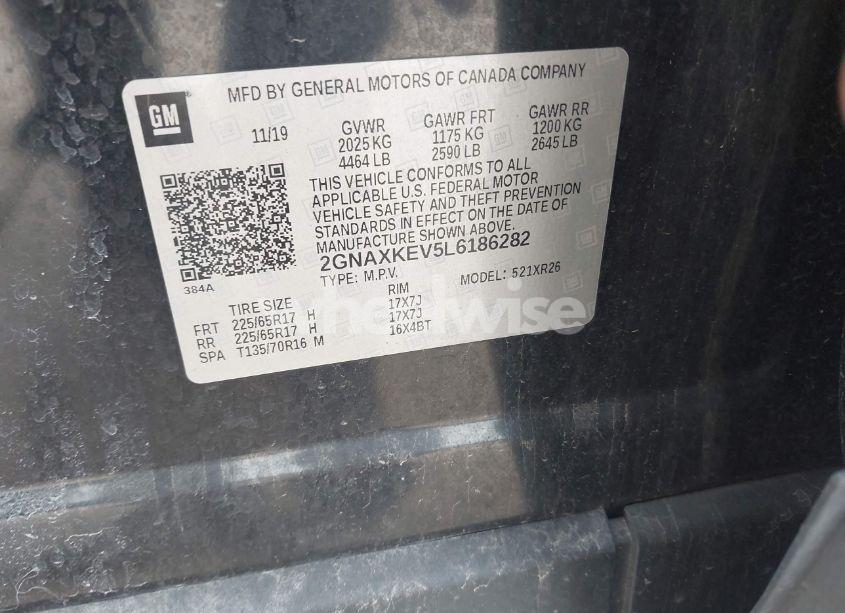 MFD BY GENERAL MOTORS OF CANADA COMPANY
GM
11/19 GVWR GAWR FRT GAWR RR
2025 KG 1175 KG 1200 KG
4464 LB 2590 LB 2645 LB
THIS VEHICLE CONFORMS TO ALL
APPLICABLE U.S. FEDERAL MOTOR
VEHICLE SAFETY AND THEFT PREVENTION
STANDARDS IN EFFECT ON THE DATE OF
MANUFACTURE SHOWN ABOVE.
2GNAXKEV5L6186282
384A
TYPE: M.P.V. MODEL: 521XR26
TIRE SIZE RIM
FRT 225/65R17 H 17X7J
RR 225/65R17 H 17X7J
SPA T135/70R16 M 16X4BT